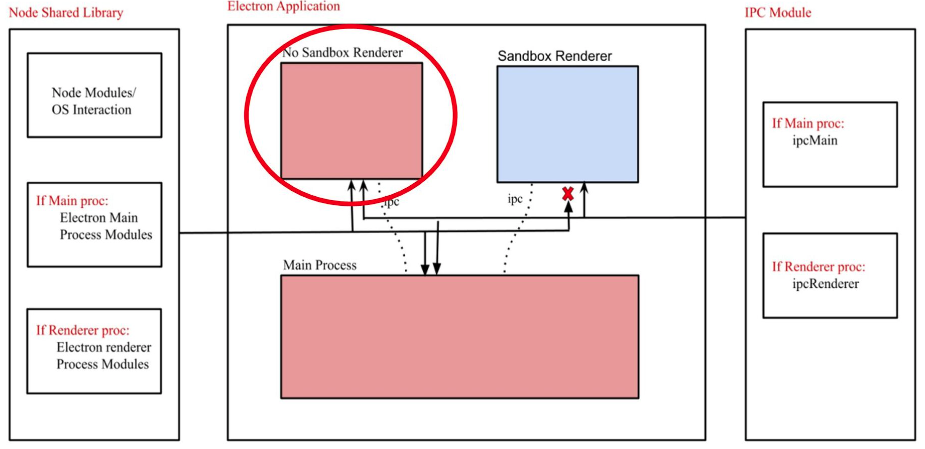 Node Shared Library
Node Modules/
OS Interaction
If Main proc:
Electron Main
Process Modules
If Renderer proc:
Electron renderer
Process Modules
Electron Application
No Sandbox Renderer
Sandbox Renderer
ipc
ipc
Main Process
IPC Module
If Main proc:
ipcMain
If Renderer proc:
ipcRenderer